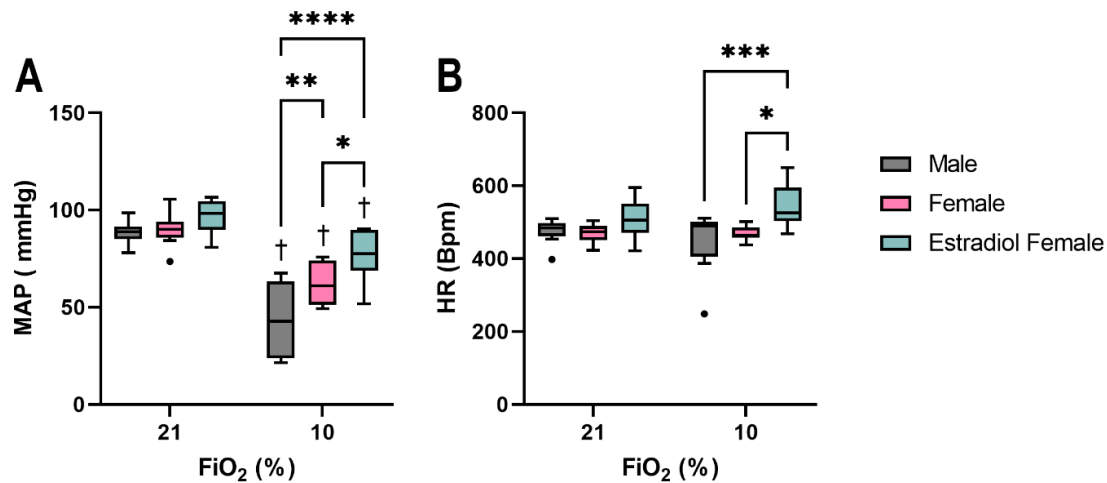 A
****
**
*
†
†
†
MAP ( mmHg)
150
100
50
0
21
10
FiO₂ (%)
B
***
*
HR (Bpm)
800
600
400
200
0
21
10
FiO₂ (%)
Male
Female
Estradiol Female